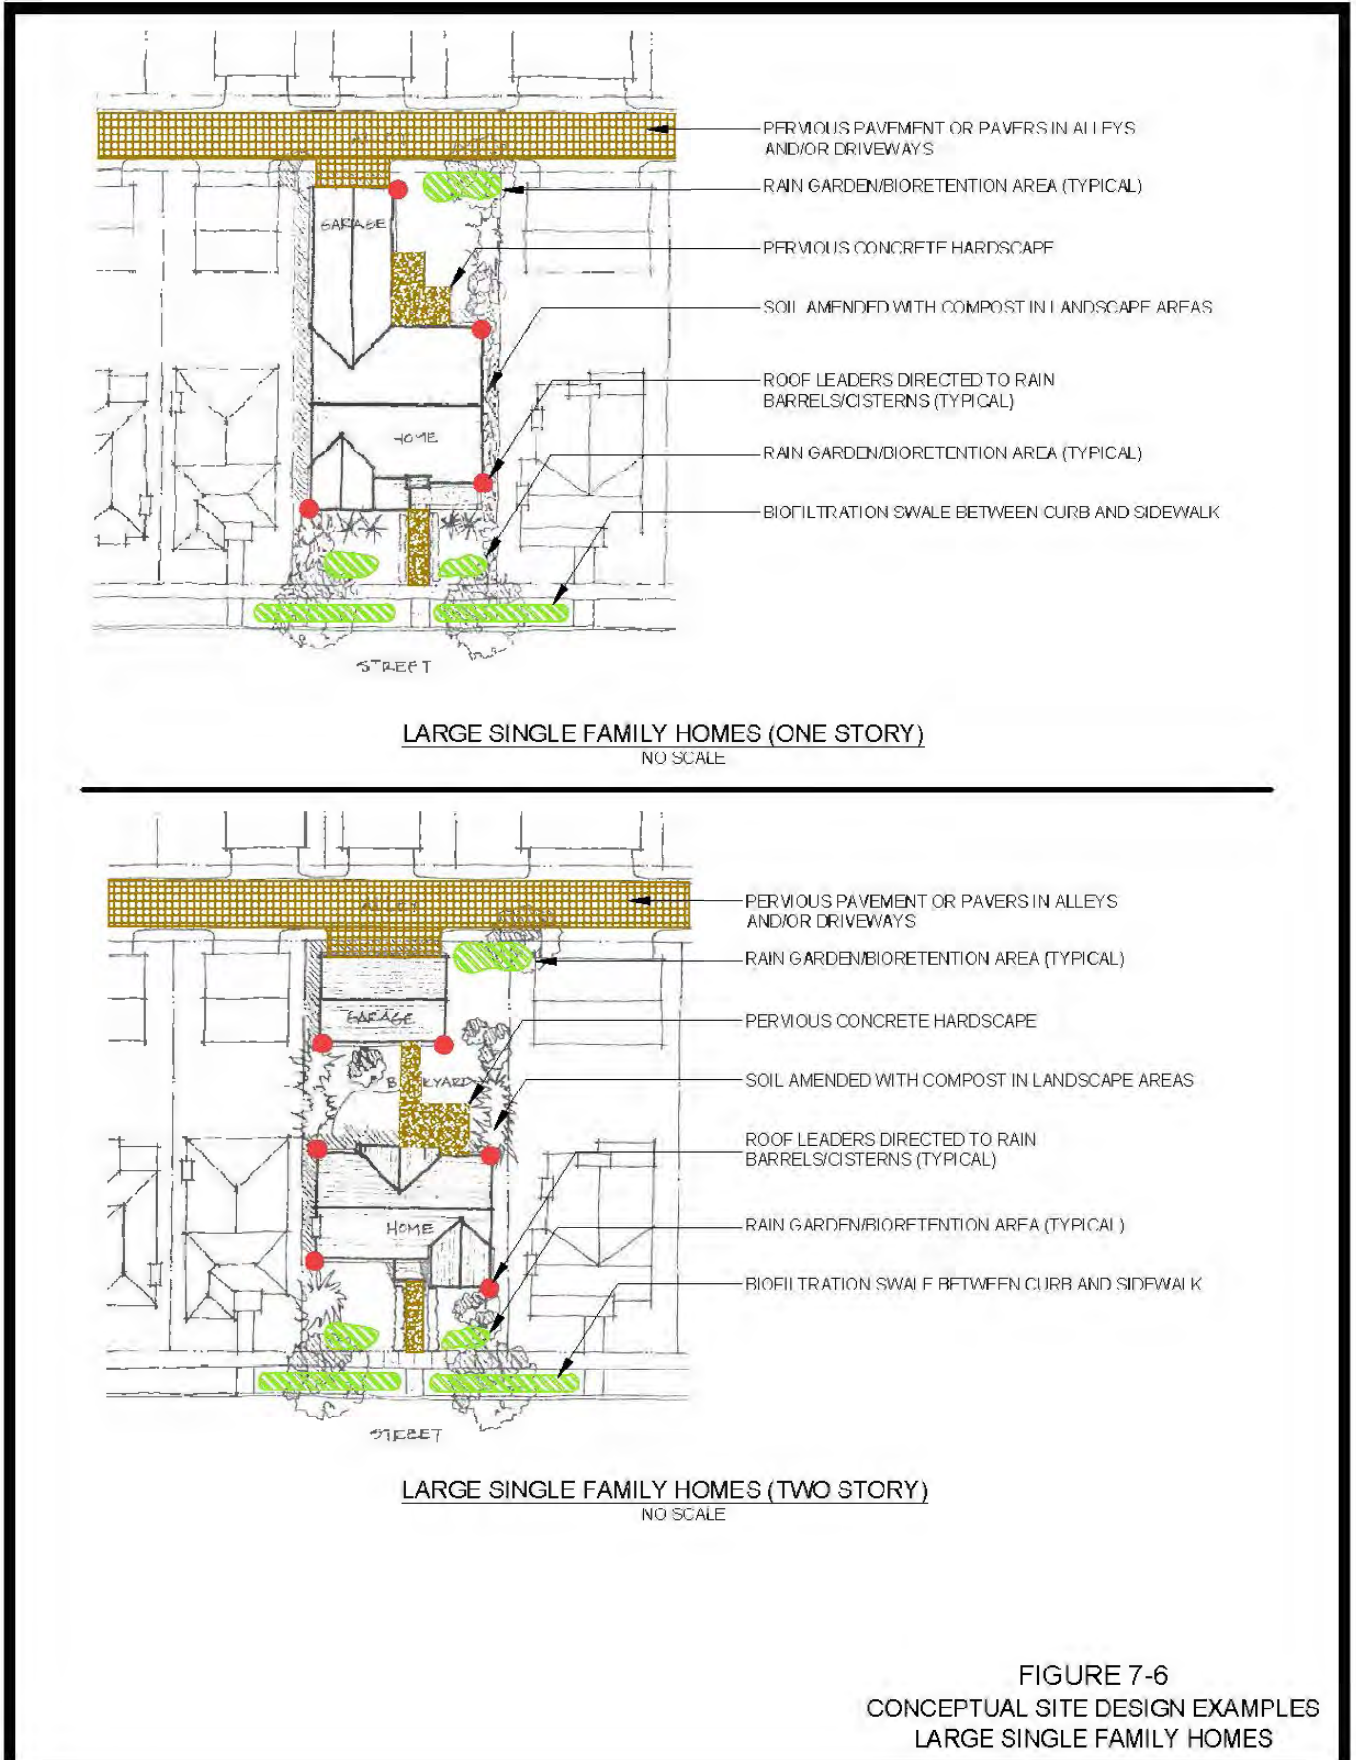 ALLEY
PERVIOUS PAVEMENT OR PAVERS IN ALLEYS
AND/OR DRIVEWAYS
RAIN GARDEN/BIORETENTION AREA (TYPICAL)
GARAGE
PERVIOUS CONCRETE HARDSCAPE
SOIL AMENDED WITH COMPOST IN LANDSCAPE AREAS
ROOF LEADERS DIRECTED TO RAIN
BARRELS/CISTERNS (TYPICAL)
HOME
RAIN GARDEN/BIORETENTION AREA (TYPICAL)
BIOFILTRATION SWALE BETWEEN CURB AND SIDEWALK
STREET
LARGE SINGLE FAMILY HOMES (ONE STORY)
NO SCALE
ALLEY
PERVIOUS PAVEMENT OR PAVERS IN ALLEYS
AND/OR DRIVEWAYS
RAIN GARDEN/BIORETENTION AREA (TYPICAL)
GARAGE
PERVIOUS CONCRETE HARDSCAPE
B KYARD
SOIL AMENDED WITH COMPOST IN LANDSCAPE AREAS
ROOF LEADERS DIRECTED TO RAIN
BARRELS/CISTERNS (TYPICAL)
HOME
RAIN GARDEN/BIORETENTION AREA (TYPICAL)
BIOFILTRATION SWALE BETWEEN CURB AND SIDEWALK
STREET
LARGE SINGLE FAMILY HOMES (TWO STORY)
NO SCALE
FIGURE 7-6
CONCEPTUAL SITE DESIGN EXAMPLES
LARGE SINGLE FAMILY HOMES